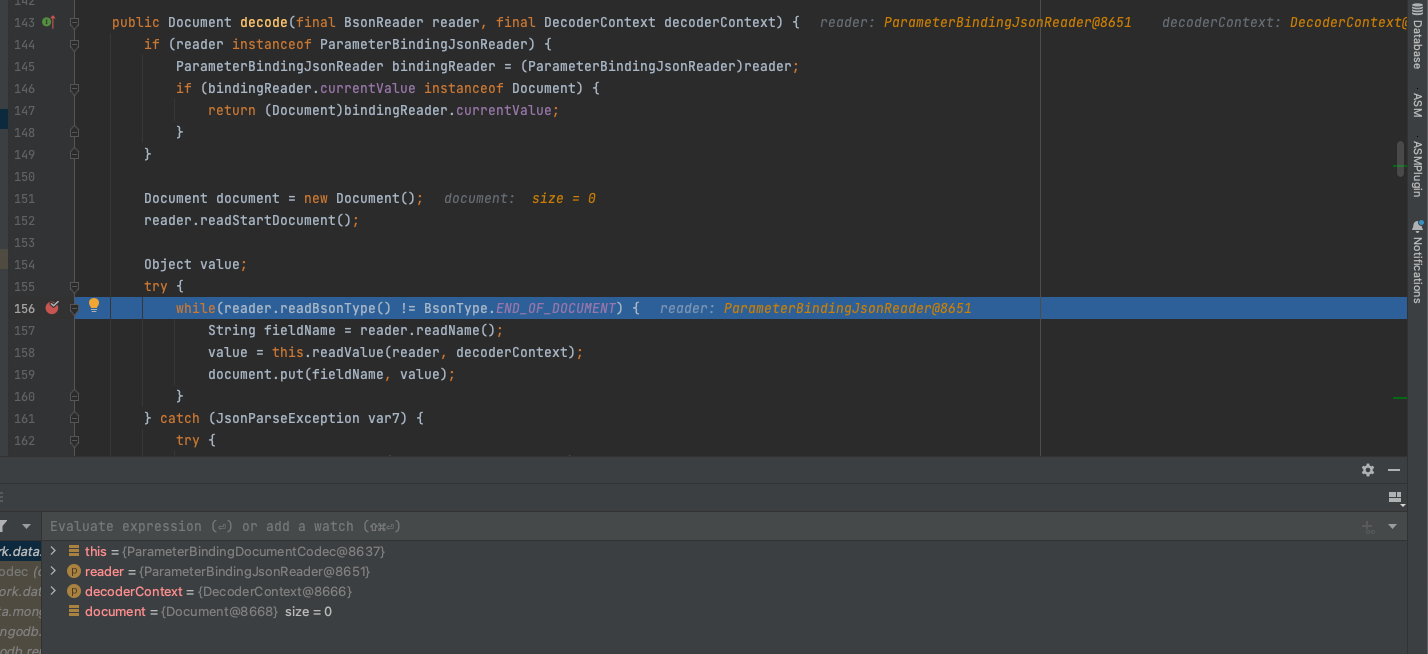 142
143 public Document decode(final BsonReader reader, final DecoderContext decoderContext) { reader: ParameterBindingJsonReader@8651 decoderContext: DecoderContext@
144 if (reader instanceof ParameterBindingJsonReader) {
145 ParameterBindingJsonReader bindingReader = (ParameterBindingJsonReader)reader;
146 if (bindingReader.currentValue instanceof Document) {
147 return (Document)bindingReader.currentValue;
148 }
149 }
150
151 Document document = new Document(); document: size = 0
152 reader.readStartDocument();
153
154 Object value;
155 try {
156 while(reader.readBsonType() != BsonType.END_OF_DOCUMENT) { reader: ParameterBindingJsonReader@8651
157 String fieldName = reader.readName();
158 value = this.readValue(reader, decoderContext);
159 document.put(fieldName, value);
160 }
161 } catch (JsonParseException var7) {
162 try {
Database
ASM
ASMPlugin
Notifications
Evaluate expression (⏎) or add a watch (⇧⌘⏎)
rk.data.
odec (
ork.dat
ta.mong
ngodb.
odb.re
this = {ParameterBindingDocumentCodec@8637}
reader = {ParameterBindingJsonReader@8651}
decoderContext = {DecoderContext@8666}
document = {Document@8668} size = 0